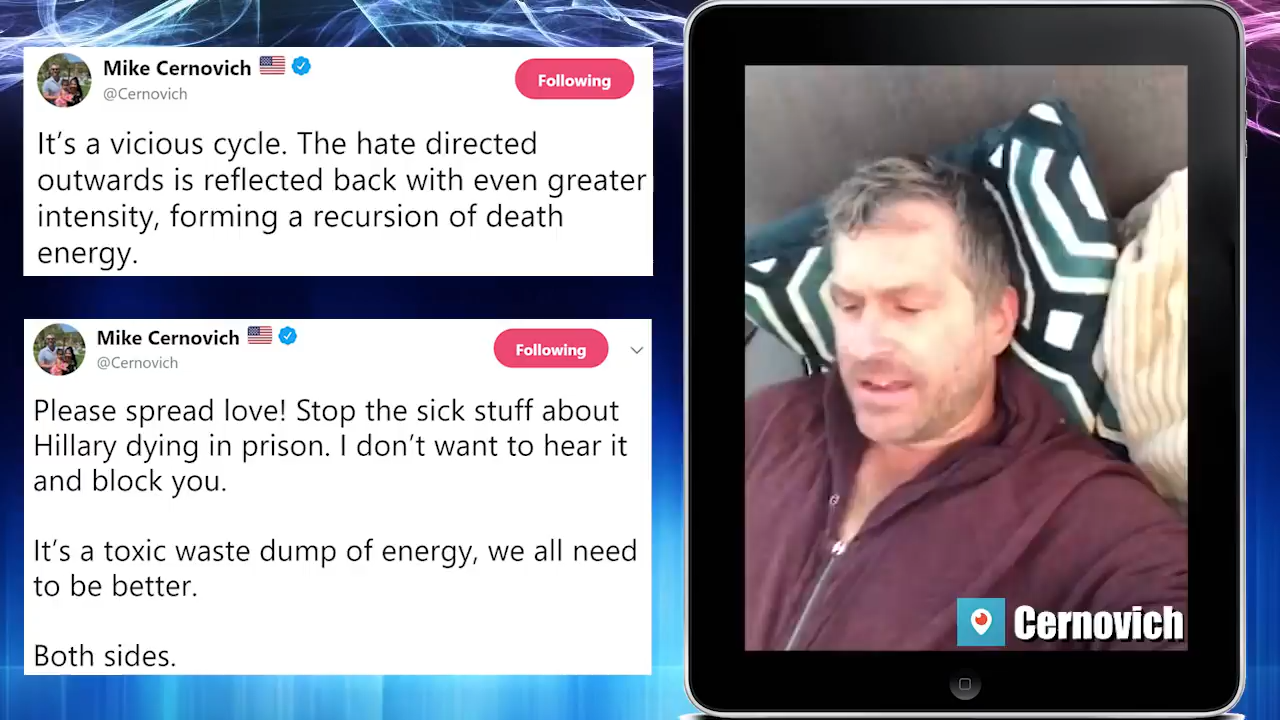 Mike Cernovich
@Cernovich
Following
It’s a vicious cycle. The hate directed
outwards is reflected back with even greater
intensity, forming a recursion of death
energy.
Mike Cernovich
@Cernovich
Following
Please spread love! Stop the sick stuff about
Hillary dying in prison. I don’t want to hear it
and block you.
It’s a toxic waste dump of energy, we all need
to be better.
Both sides.
Cernovich